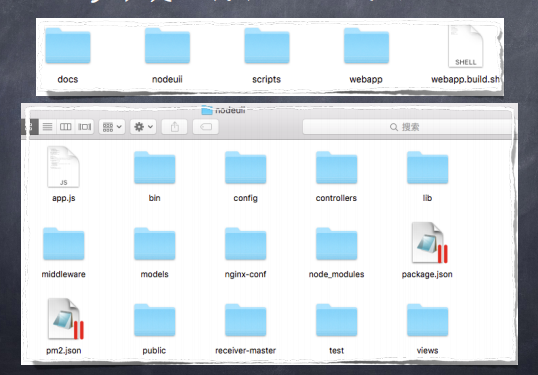 SHELL
docs nodeuii scripts webapp webapp.build.sh
nodeuii
搜索
JS
app.js bin config controllers lib
middleware models nginx-conf node_modules package.json
pm2.json public receiver-master test views